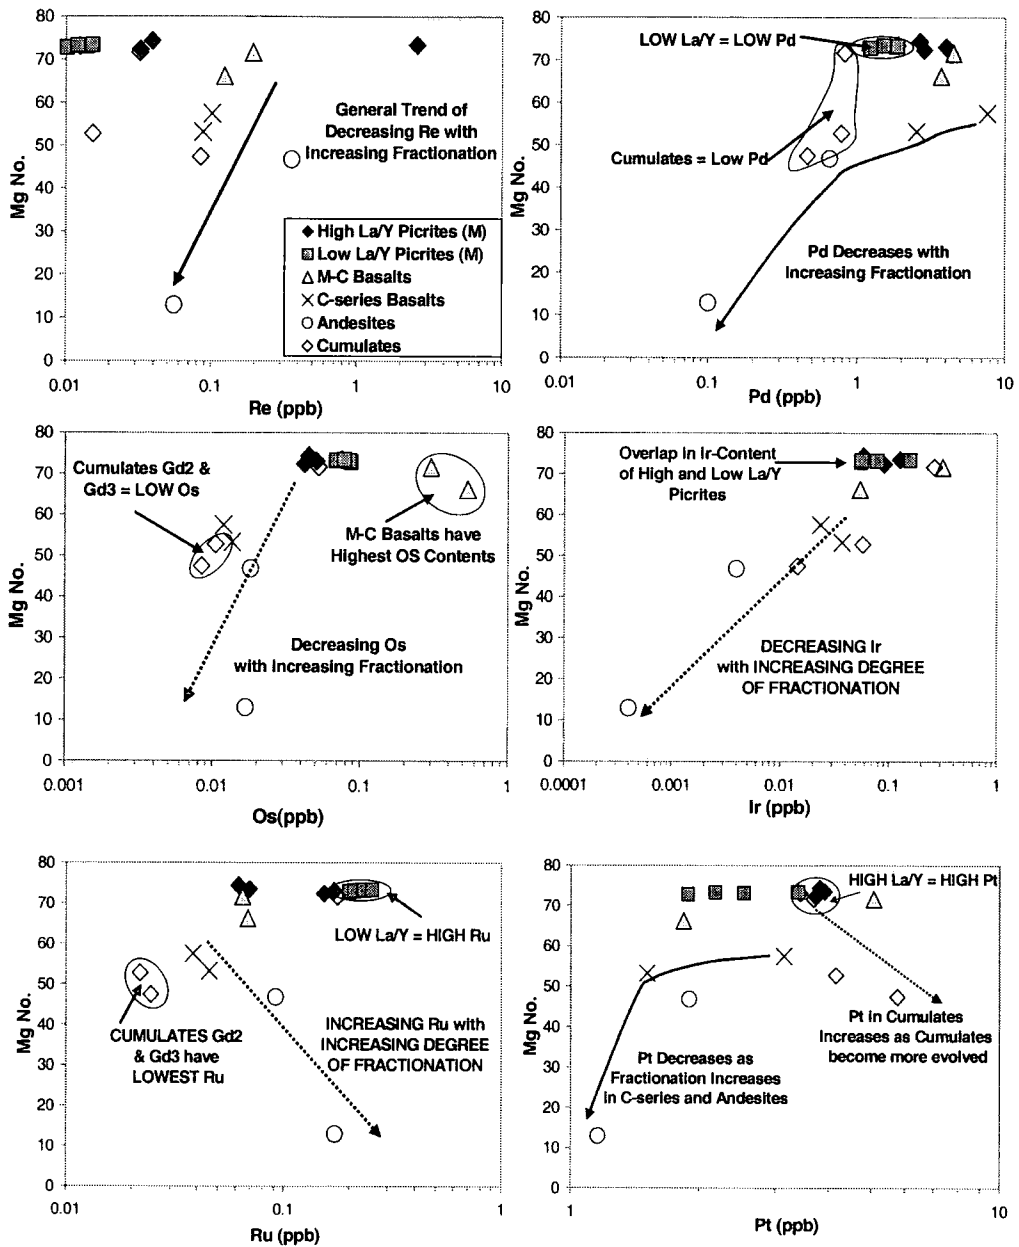 80
70
60
50
40
30
20
10
0
Mg No.
General Trend of
Decreasing Re with
Increasing Fractionation
High La/Y Picrites (M)
Low La/Y Picrites (M)
M-C Basalts
C-series Basalts
Andesites
Cumulates
0.01
0.1
1
10
Re (ppb)
80
70
60
50
40
30
20
10
0
Mg No.
LOW La/Y = LOW Pd
Cumulates = Low Pd
Pd Decreases with
Increasing Fractionation
0.01
0.1
1
10
Pd (ppb)
80
70
60
50
40
30
20
10
0
Mg No.
Cumulates Gd2 &
Gd3 = LOW Os
M-C Basalts have
Highest OS Contents
Decreasing Os
with Increasing Fractionation
0.001
0.01
0.1
1
Os(ppb)
80
70
60
50
40
30
20
10
0
Mg No.
Overlap in Ir-Content
of High and Low La/Y
Picrites
DECREASING Ir
with INCREASING DEGREE
OF FRACTIONATION
0.0001
0.001
0.01
0.1
1
Ir (ppb)
80
70
60
50
40
30
20
10
0
Mg No.
LOW La/Y = HIGH Ru
CUMULATES Gd2
& Gd3 have
LOWEST Ru
INCREASING Ru with
INCREASING DEGREE
OF FRACTIONATION
0.01
0.1
1
Ru (ppb)
80
70
60
50
40
30
20
10
0
Mg No.
HIGH La/Y = HIGH Pt
Pt in Cumulates
Increases as Cumulates
become more evolved
Pt Decreases as
Fractionation Increases
in C-series and Andesites
1
10
Pt (ppb)